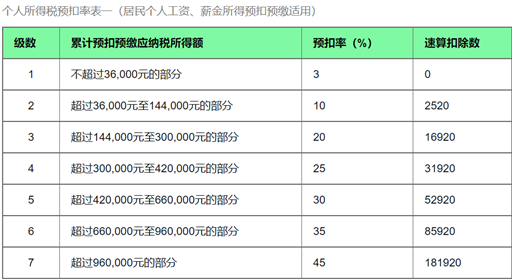 个人所得税预扣率表一（居民个人工资、薪金所得预扣预缴适用）
级数 累计预扣预缴应纳税所得额 预扣率（%） 速算扣除数
1 不超过36,000元的部分 3 0
2 超过36,000元至144,000元的部分 10 2520
3 超过144,000元至300,000元的部分 20 16920
4 超过300,000元至420,000元的部分 25 31920
5 超过420,000元至660,000元的部分 30 52920
6 超过660,000元至960,000元的部分 35 85920
7 超过960,000元的部分 45 181920